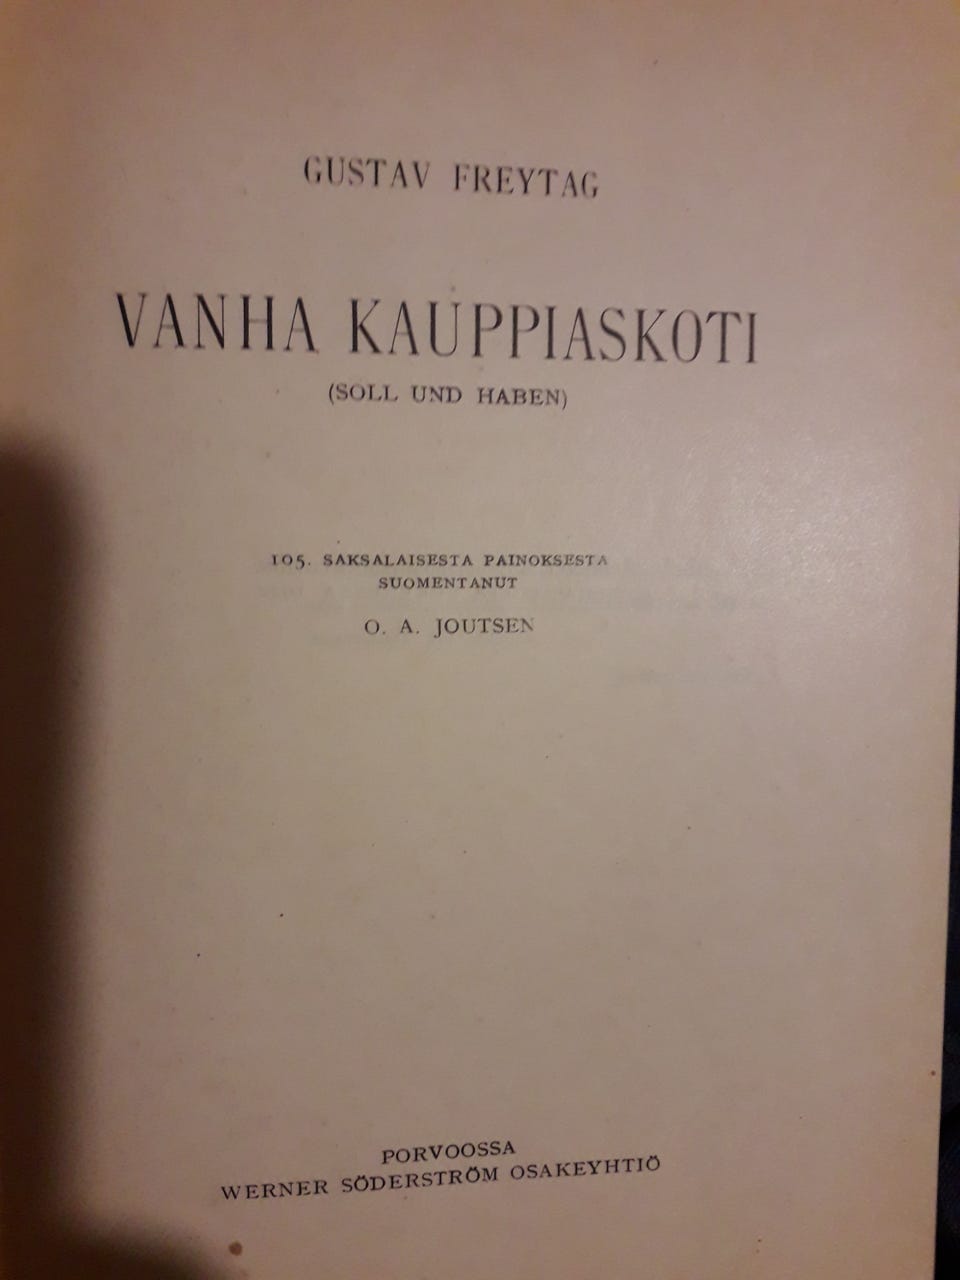 GUSTAV FREYTAG
VANHA KAUPPIASKOTI
(SOLL UND HABEN)
105. SAKSALAISESTA PAINOKSESTA
SUOMENTANUT
O. A. JOUTSEN
PORVOOSSA
WERNER SÖDERSTRÖM OSAKEYHTIÖ